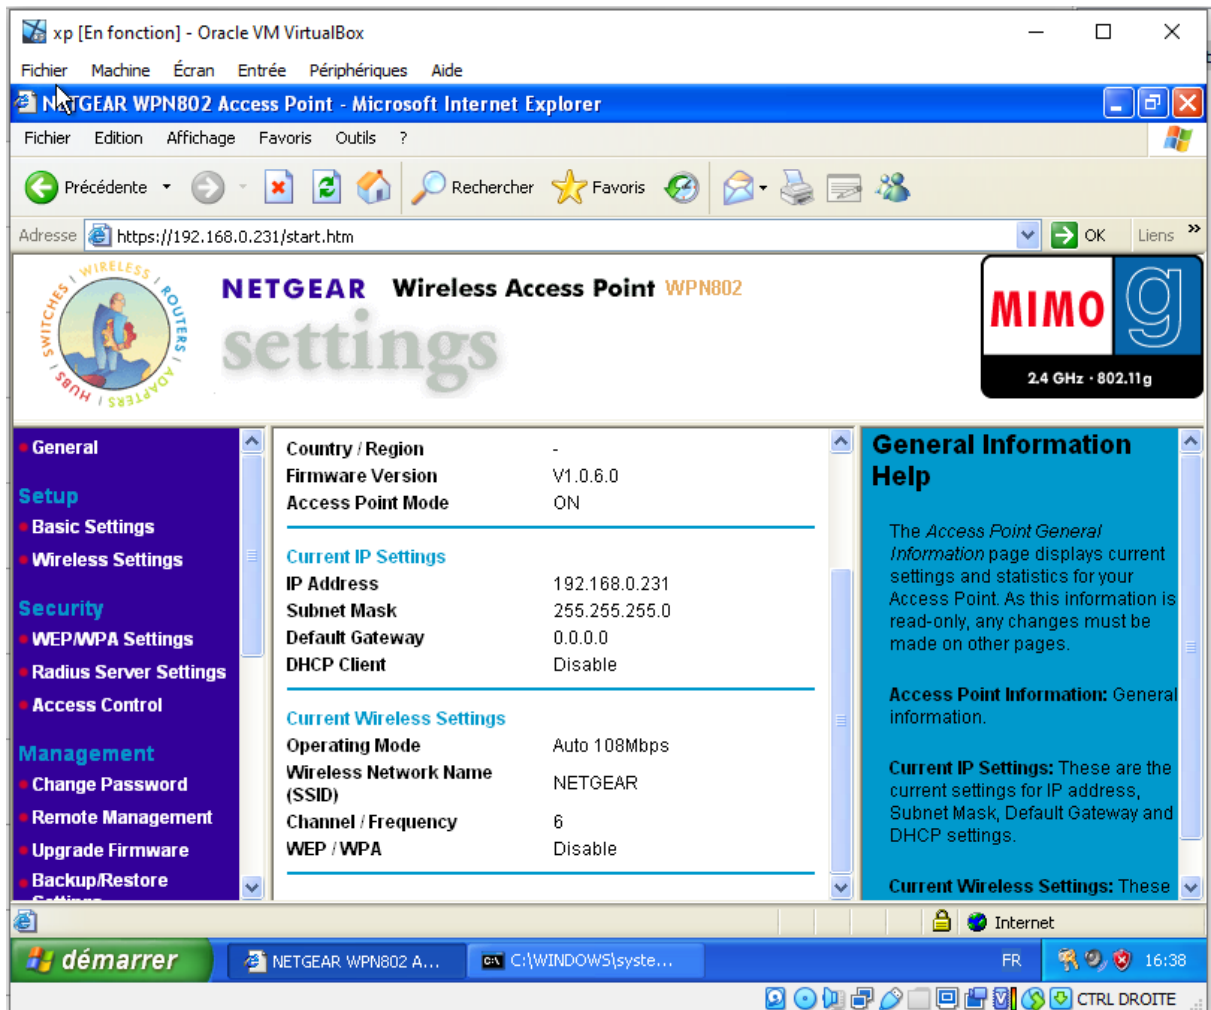 xp [En fonction] - Oracle VM VirtualBox
Fichier Machine Écran Entrée Périphériques Aide
NETGEAR WPN802 Access Point - Microsoft Internet Explorer
Fichier Edition Affichage Favoris Outils ?
Précédente Rechercher Favoris
Adresse https://192.168.0.231/start.htm OK Liens »
SWITCHES | WIRELESS | ROUTERS | ADAPTERS | HUBS |
NETGEAR Wireless Access Point WPN802
settings
MIMO g
2.4 GHz · 802.11g
General
Setup
Basic Settings
Wireless Settings
Security
WEP/WPA Settings
Radius Server Settings
Access Control
Management
Change Password
Remote Management
Upgrade Firmware
Backup/Restore
Settings
Country / Region -
Firmware Version V1.0.6.0
Access Point Mode ON
Current IP Settings
IP Address 192.168.0.231
Subnet Mask 255.255.255.0
Default Gateway 0.0.0.0
DHCP Client Disable
Current Wireless Settings
Operating Mode Auto 108Mbps
Wireless Network Name
(SSID) NETGEAR
Channel / Frequency 6
WEP / WPA Disable
General Information
Help
The Access Point General
Information page displays current
settings and statistics for your
Access Point. As this information is
read-only, any changes must be
made on other pages.
Access Point Information: General
information.
Current IP Settings: These are the
current settings for IP address,
Subnet Mask, Default Gateway and
DHCP settings.
Current Wireless Settings: These
Internet
démarrer NETGEAR WPN802 A... C:\WINDOWS\syste... FR 16:38
CTRL DROITE